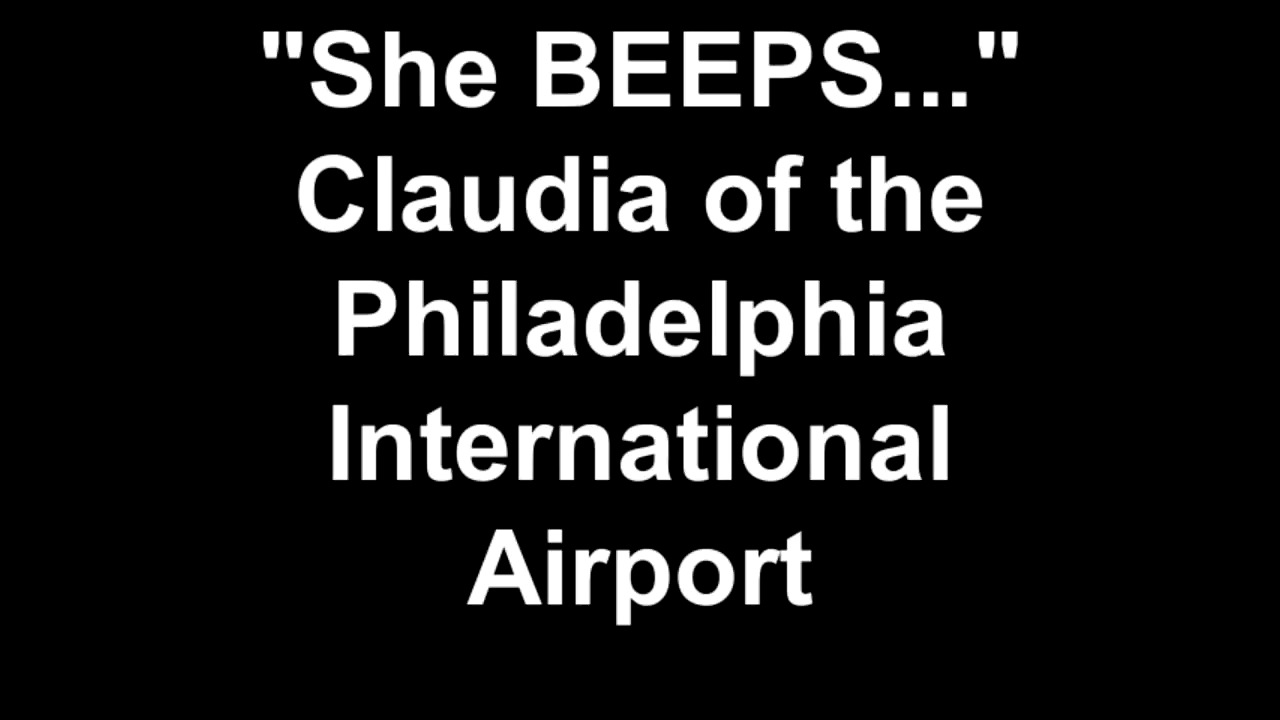 "She BEEPS..."
Claudia of the
Philadelphia
International
Airport